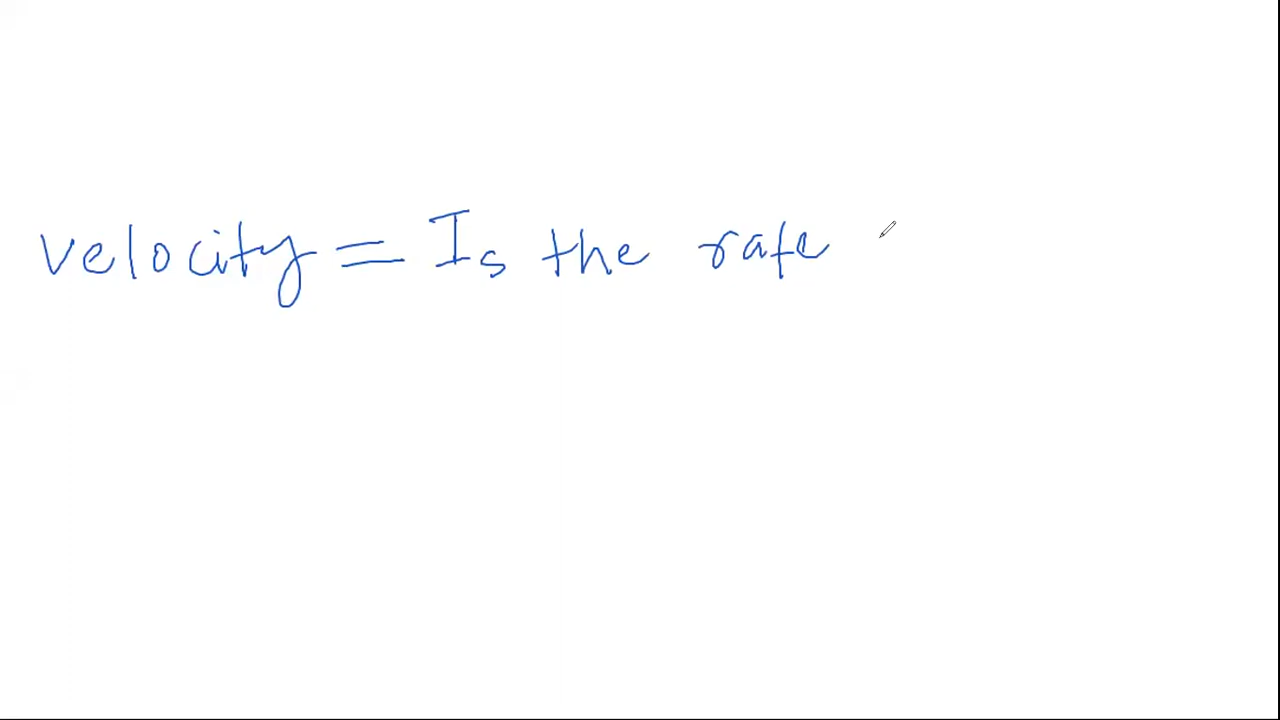 velocity = Is the rate